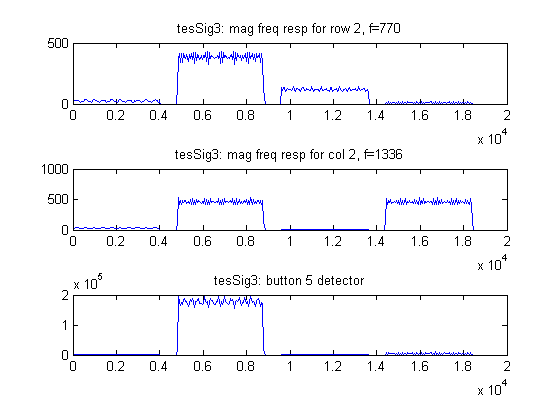 tesSig3: mag freq resp for row 2, f=770
500
0
0 0.2 0.4 0.6 0.8 1 1.2 1.4 1.6 1.8 2
x 10^4
tesSig3: mag freq resp for col 2, f=1336
1000
500
0
0 0.2 0.4 0.6 0.8 1 1.2 1.4 1.6 1.8 2
x 10^4
x 10^5
tesSig3: button 5 detector
2
1
0
0 0.2 0.4 0.6 0.8 1 1.2 1.4 1.6 1.8 2
x 10^4